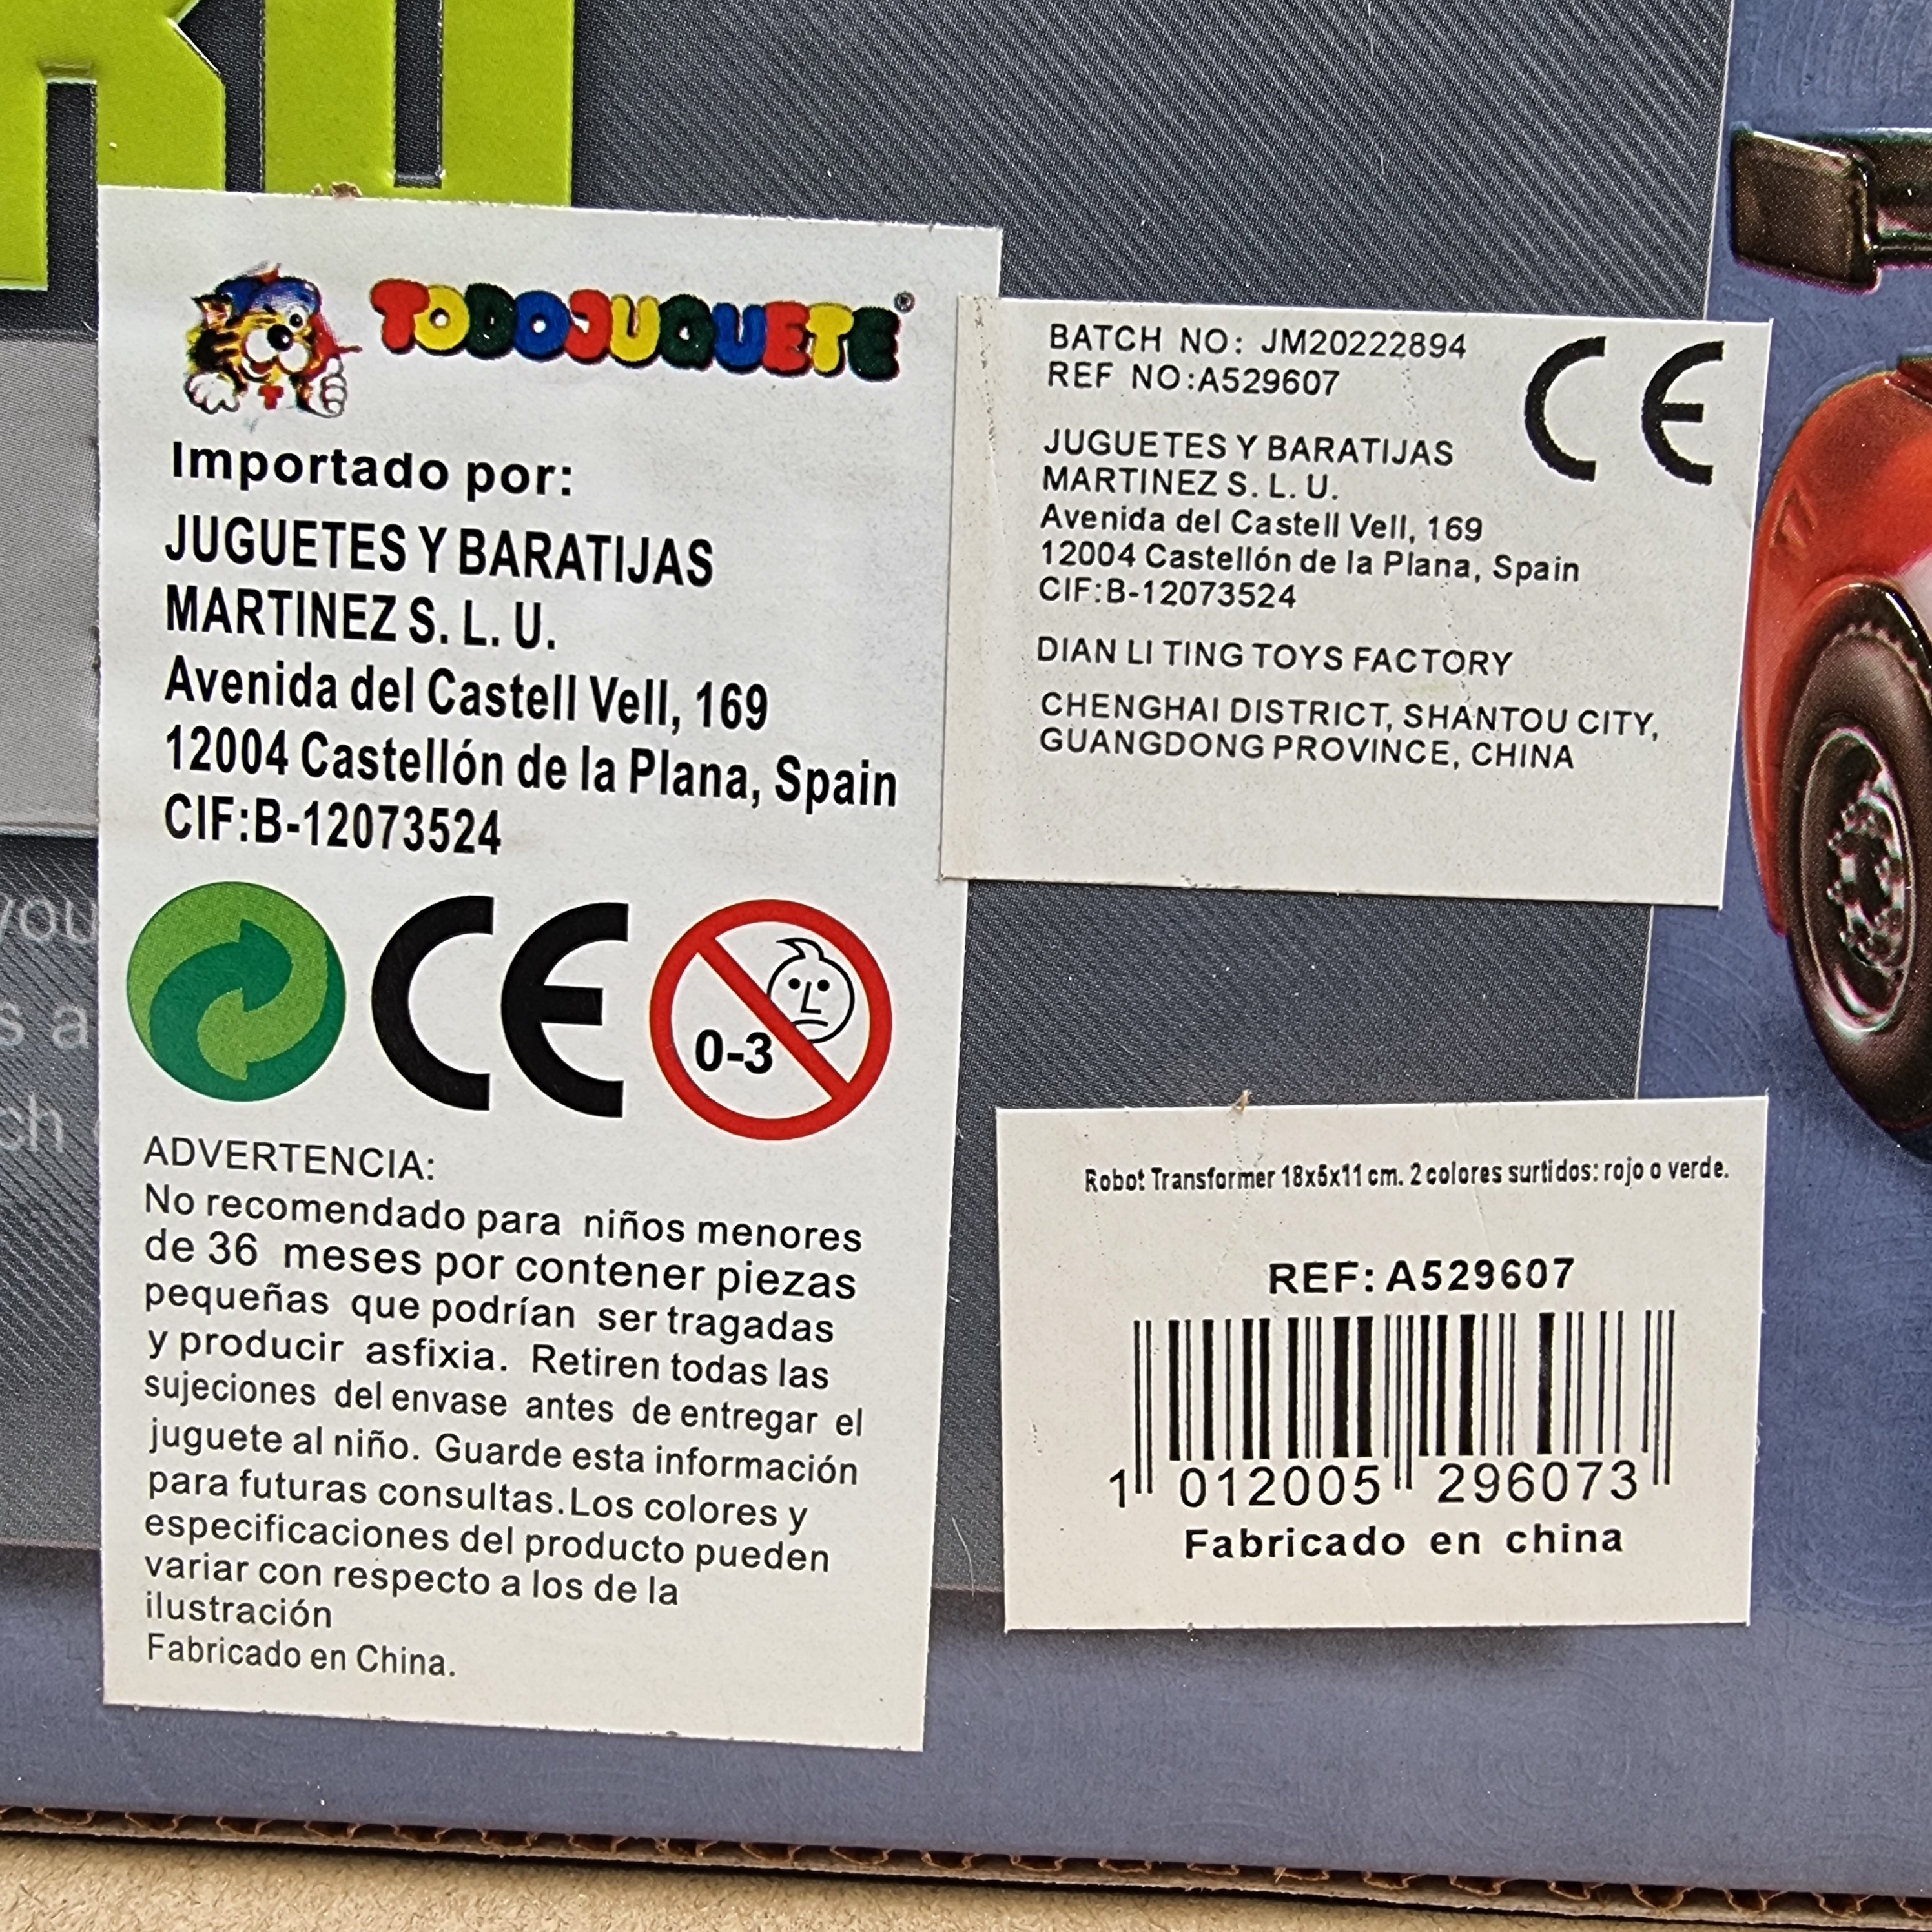 TODOJUQUETE®
Importado por:
JUGUETES Y BARATIJAS
MARTINEZ S. L. U.
Avenida del Castell Vell, 169
12004 Castellón de la Plana, Spain
CIF:B-12073524
CE
0-3
ADVERTENCIA:
No recomendado para niños menores
de 36 meses por contener piezas
pequeñas que podrían ser tragadas
y producir asfixia. Retiren todas las
sujeciones del envase antes de entregar el
juguete al niño. Guarde esta información
para futuras consultas.Los colores y
especificaciones del producto pueden
variar con respecto a los de la
ilustración
Fabricado en China.
BATCH NO: JM20222894
REF NO:A529607
CE
JUGUETES Y BARATIJAS
MARTINEZ S. L. U.
Avenida del Castell Vell, 169
12004 Castellón de la Plana, Spain
CIF:B-12073524
DIAN LI TING TOYS FACTORY
CHENGHAI DISTRICT, SHANTOU CITY,
GUANGDONG PROVINCE, CHINA
Robot Transformer 18x5x11 cm. 2 colores surtidos: rojo o verde.
REF: A529607
1 012005 296073
Fabricado en china